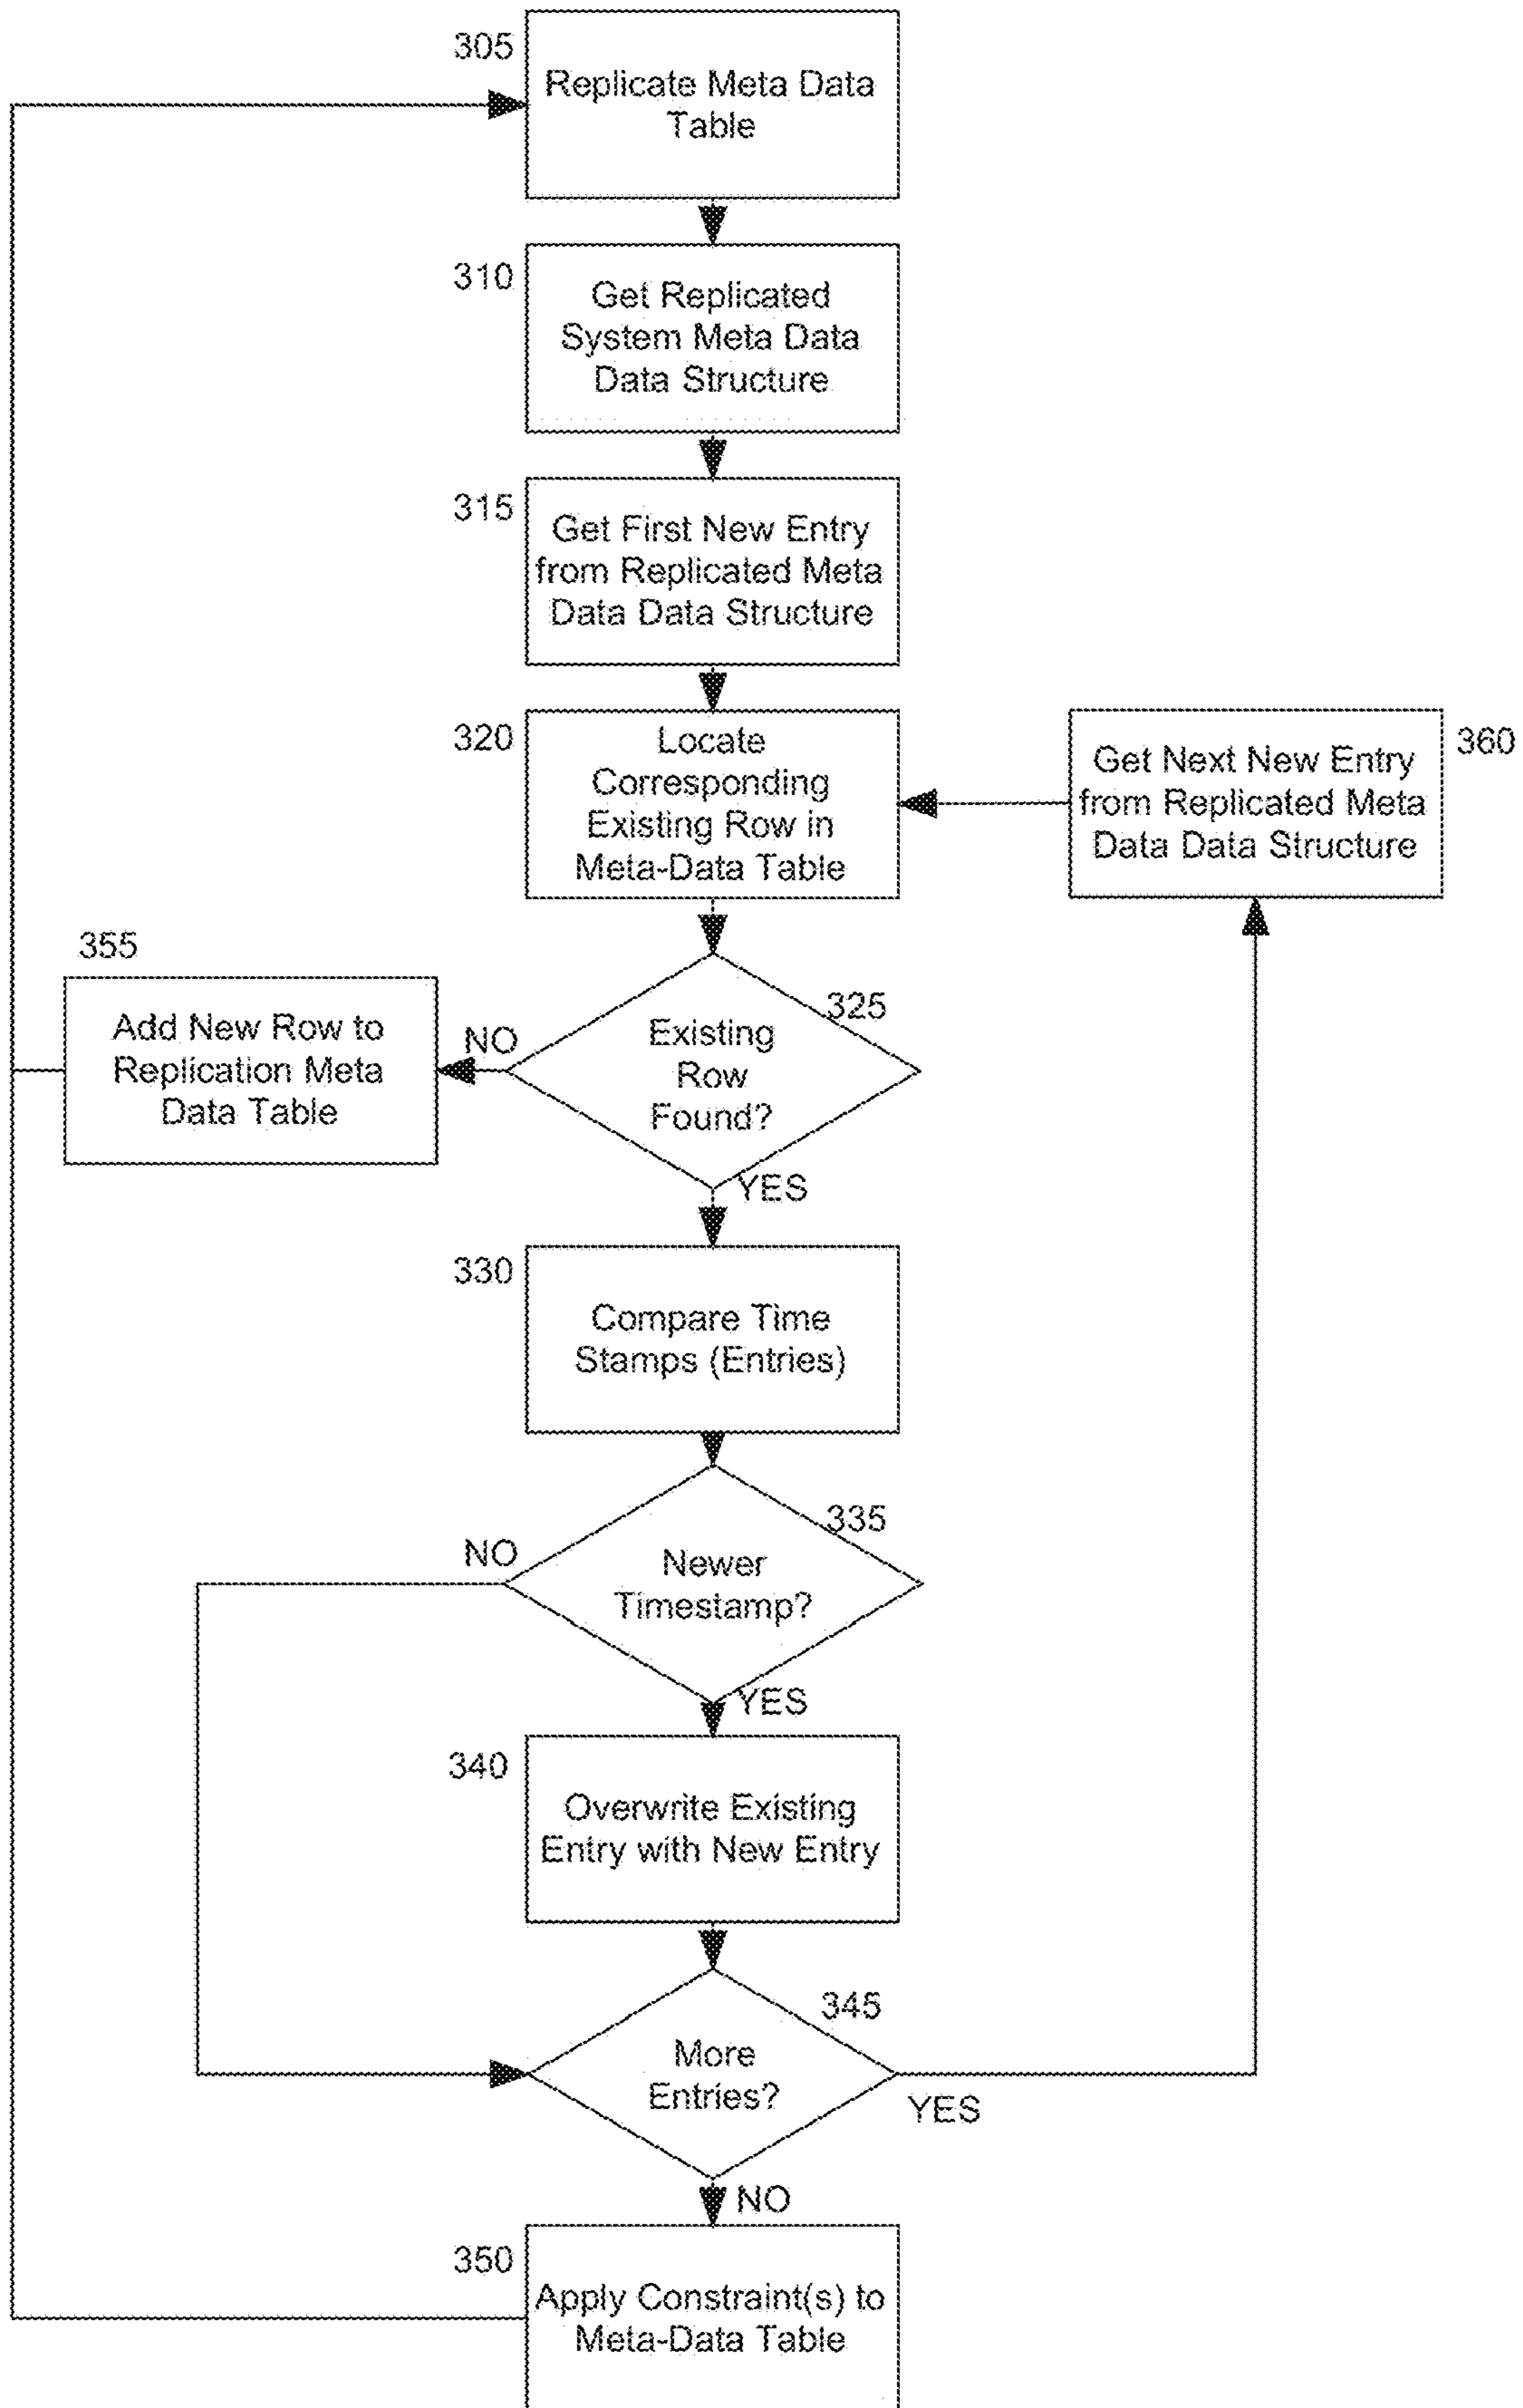 305
Replicate Meta Data
Table
310
Get Replicated
System Meta Data
Data Structure
315
Get First New Entry
from Replicated Meta
Data Data Structure
320
Locate
Corresponding
Existing Row in
Meta-Data Table
360
Get Next New Entry
from Replicated Meta
Data Data Structure
355
Add New Row to
Replication Meta
Data Table
NO
325
Existing
Row
Found?
YES
330
Compare Time
Stamps (Entries)
335
NO
Newer
Timestamp?
YES
340
Overwrite Existing
Entry with New Entry
345
More
Entries?
YES
NO
350
Apply Constraint(s) to
Meta-Data Table